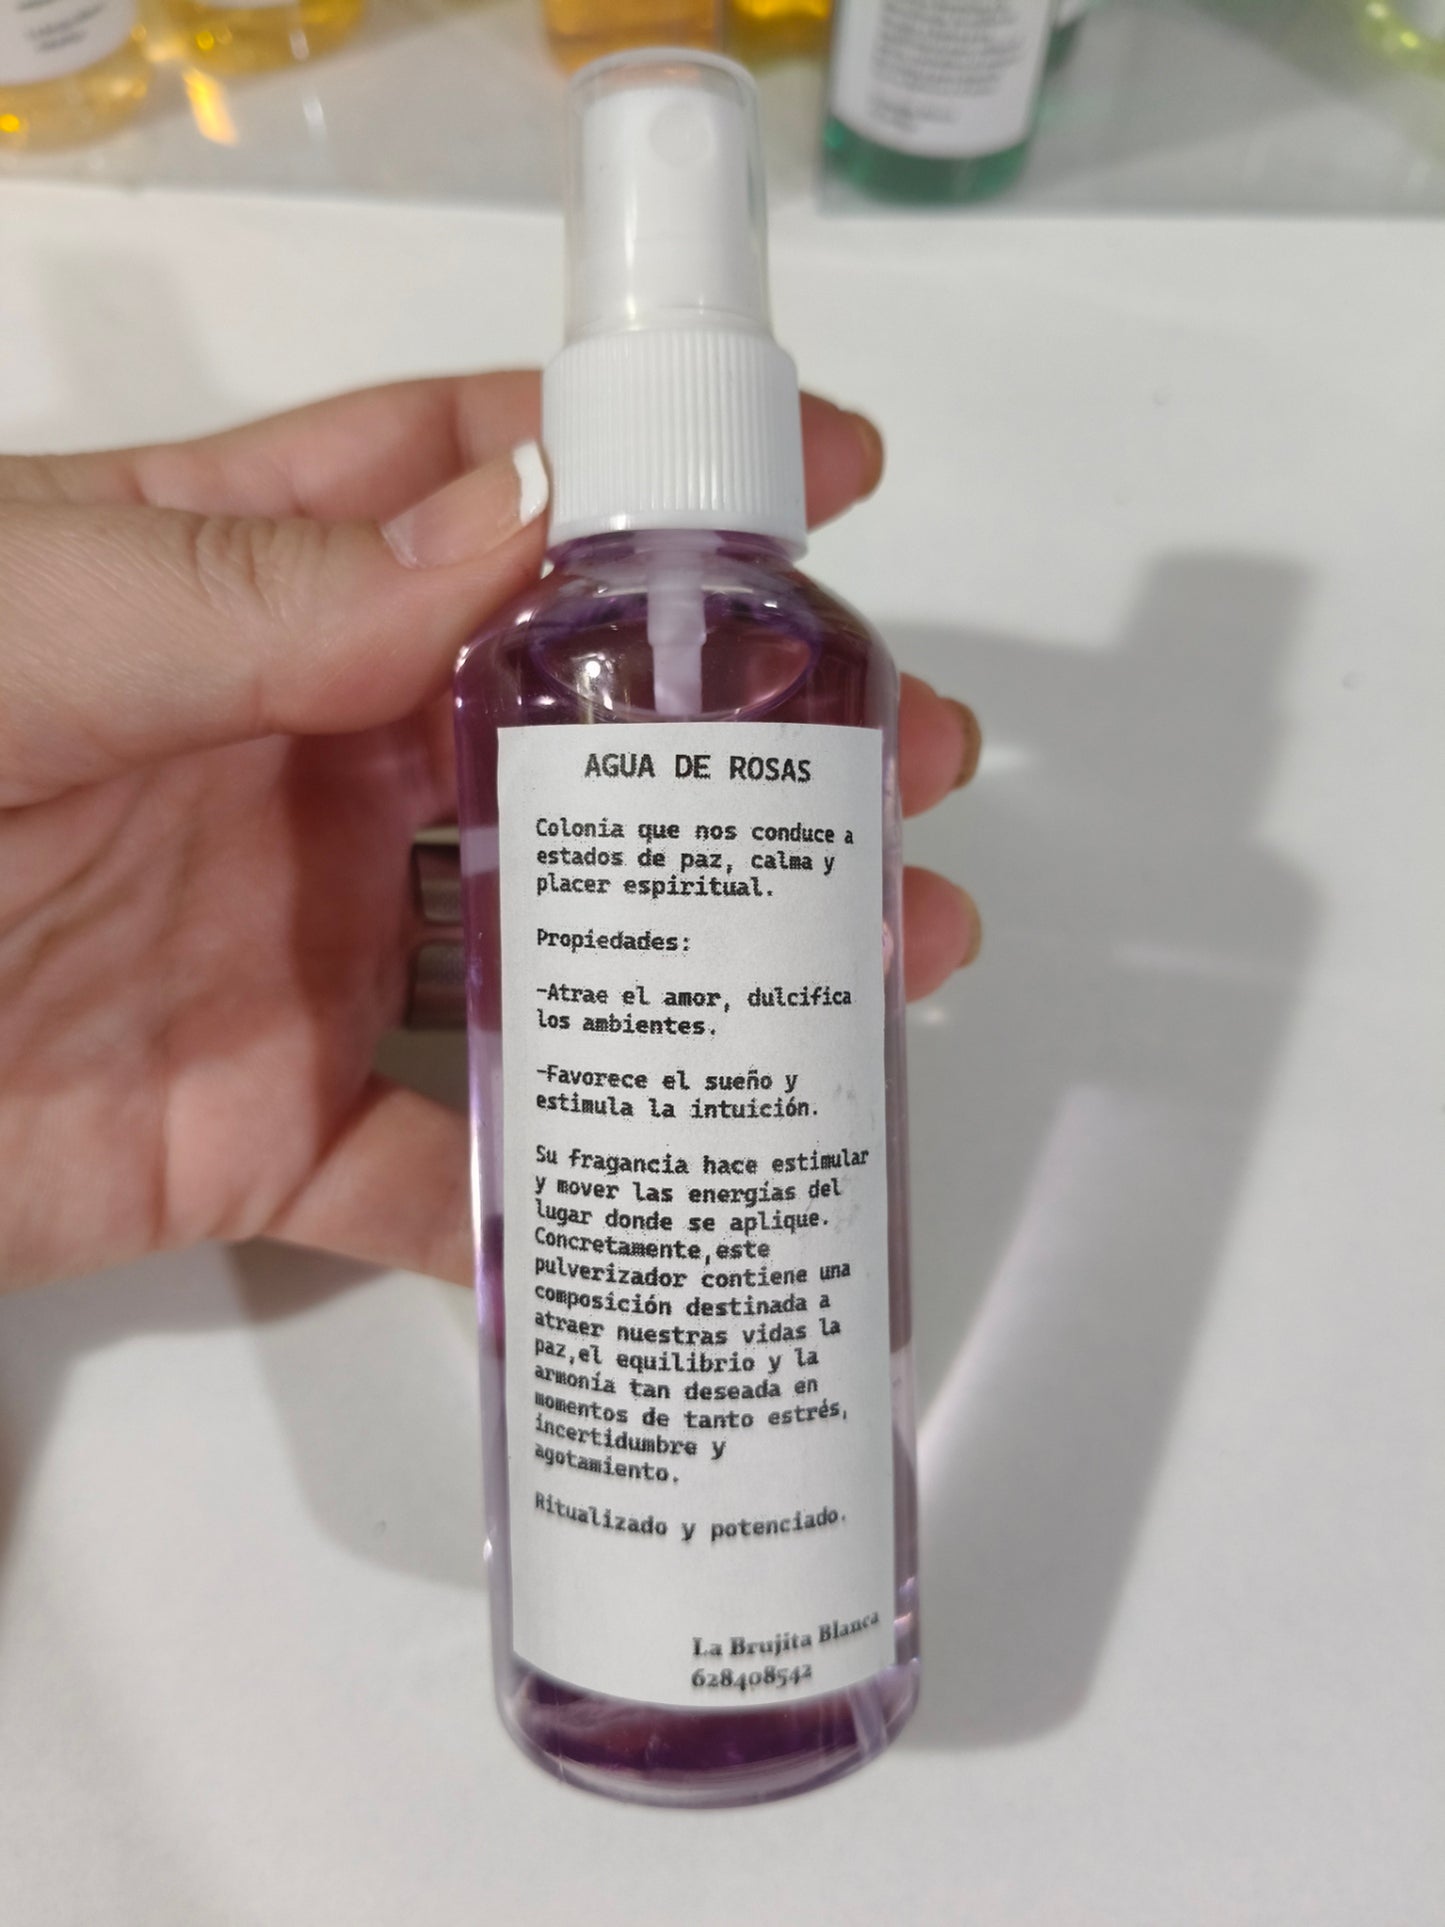 AGUA DE ROSAS
Colonia que nos conduce a
estados de paz, calma y
placer espiritual.
Propiedades:
-Atrae el amor, dulcifica
los ambientes.
-Favorece el sueño y
estimula la intuición.
Su fragancia hace estimular
y mover las energías del
lugar donde se aplique.
Concretamente,este
pulverizador contiene una
composición destinada a
atraer nuestras vidas la
paz,el equilibrio y la
armonía tan deseada en
momentos de tanto estrés,
incertidumbre y
agotamiento.
Ritualizado y potenciado.
La Brujita Blanca
628408542